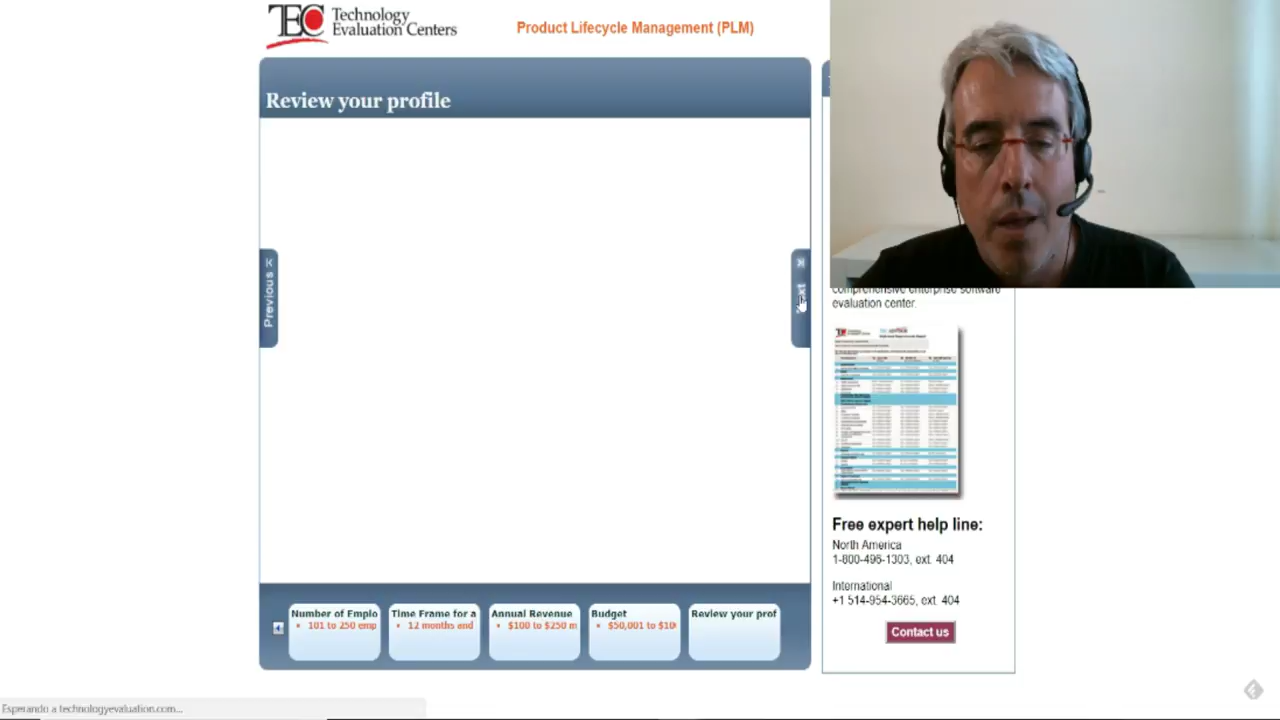 TEC Technology
Evaluation Centers
Product Lifecycle Management (PLM)
Review your profile
Previous
comprehensive enterprise software
evaluation center.
Free expert help line:
North America
1-800-496-1303, ext. 404
International
+1 514-954-3665, ext. 404
Contact us
Number of Emplo
101 to 250 emp
Time Frame for a
12 months and
Annual Revenue
$100 to $250 m
Budget
$50,001 to $10
Review your prof
Esperando a technologyevaluation.com...